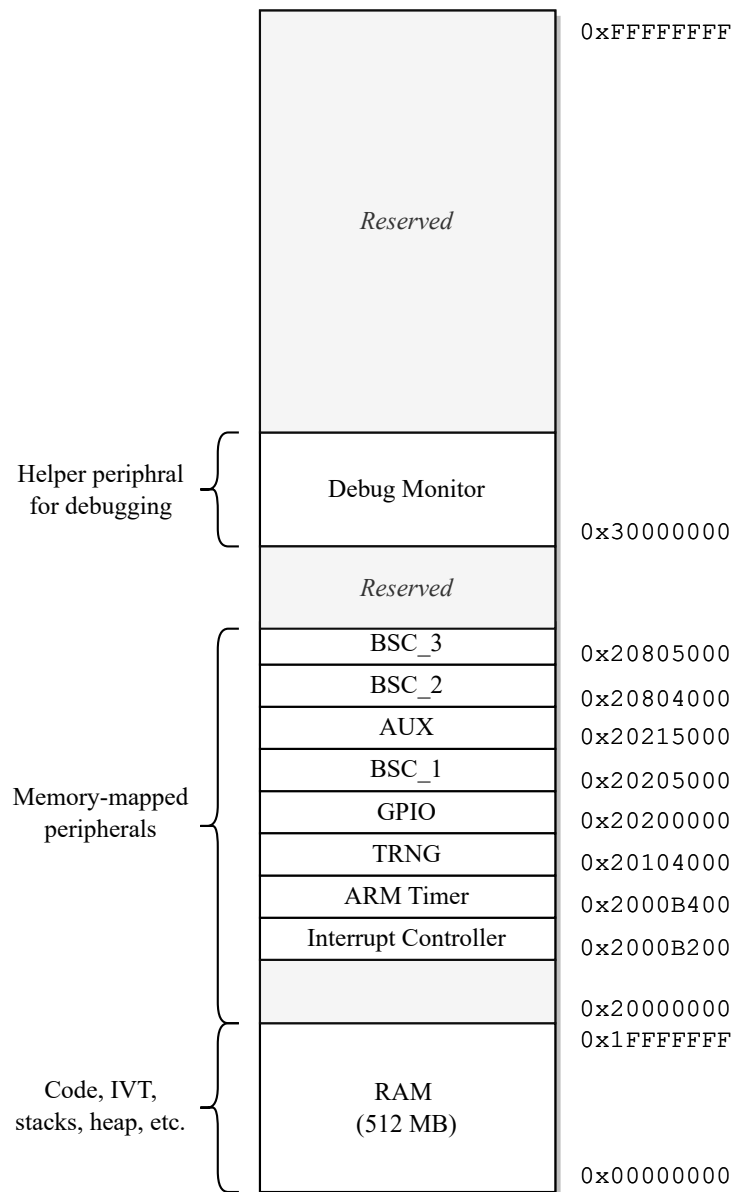 0xFFFFFFFF
Reserved
Helper periphral
for debugging
Debug Monitor
0x30000000
Reserved
BSC_3
0x20805000
BSC_2
0x20804000
AUX
0x20215000
BSC_1
0x20205000
Memory-mapped
peripherals
GPIO
0x20200000
TRNG
0x20104000
ARM Timer
0x2000B400
Interrupt Controller
0x2000B200
0x20000000
0x1FFFFFFF
Code, IVT,
stacks, heap, etc.
RAM
(512 MB)
0x00000000